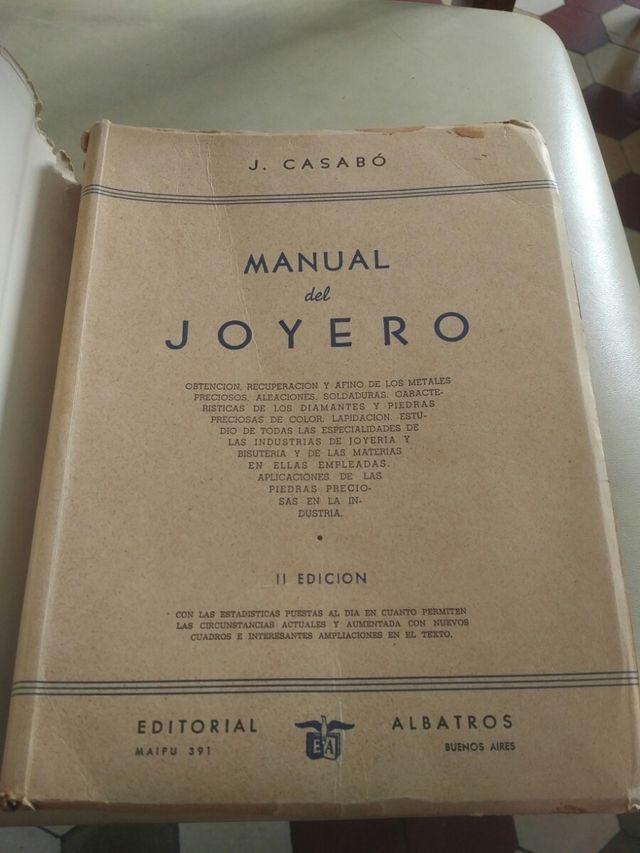 J. CASABÓ
MANUAL
del
JOYERO
OBTENCION, RECUPERACION Y AFINO DE LOS METALES
PRECIOSOS. ALEACIONES. SOLDADURAS. CARACTE-
RISTICAS DE LOS DIAMANTES Y PIEDRAS
PRECIOSAS DE COLOR. LAPIDACION. ESTU-
DIO DE TODAS LAS ESPECIALIDADES DE
LAS INDUSTRIAS DE JOYERIA Y
BISUTERIA Y DE LAS MATERIAS
EN ELLAS EMPLEADAS.
APLICACIONES DE LAS
PIEDRAS PRECIO-
SAS EN LA IN-
DUSTRIA.
II EDICION
CON LAS ESTADISTICAS PUESTAS AL DIA EN CUANTO PERMITEN
LAS CIRCUNSTANCIAS ACTUALES Y AUMENTADA CON NUEVOS
CUADROS E INTERESANTES AMPLIACIONES EN EL TEXTO.
EDITORIAL EA ALBATROS
MAIPU 391 BUENOS AIRES